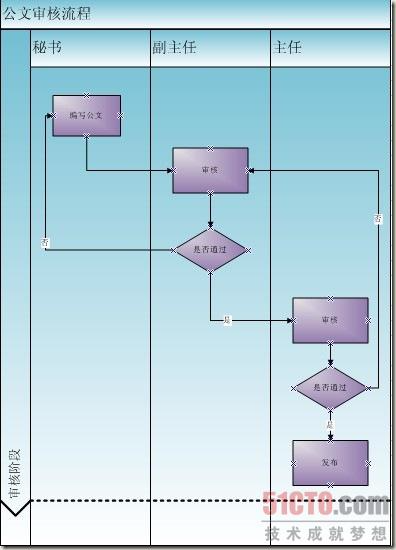 公文审核流程
秘书
副主任
主任
编写公文
审核
否
否
是否通过
是
审核
是否通过
是
发布
审核阶段
51CTO.com
技术成就梦想